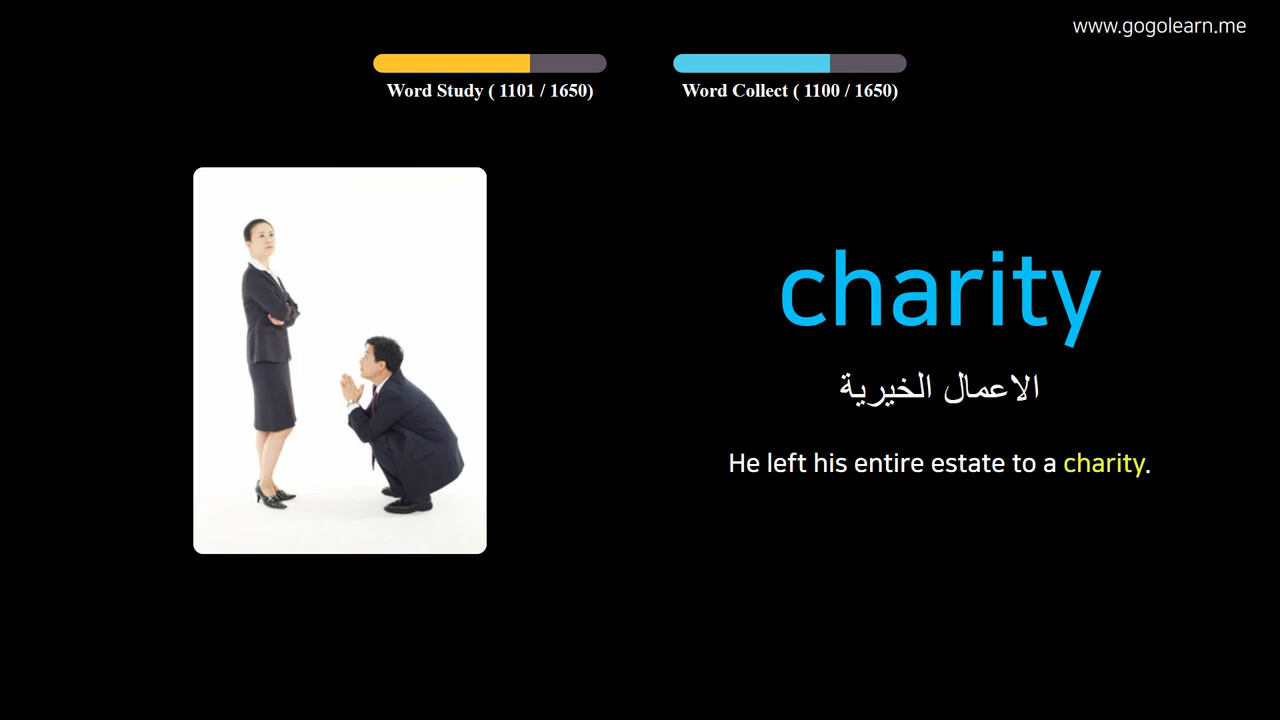 www.gogolearn.me
Word Study ( 1101 / 1650)
Word Collect ( 1100 / 1650)
charity
الاعمال الخيرية
He left his entire estate to a charity.